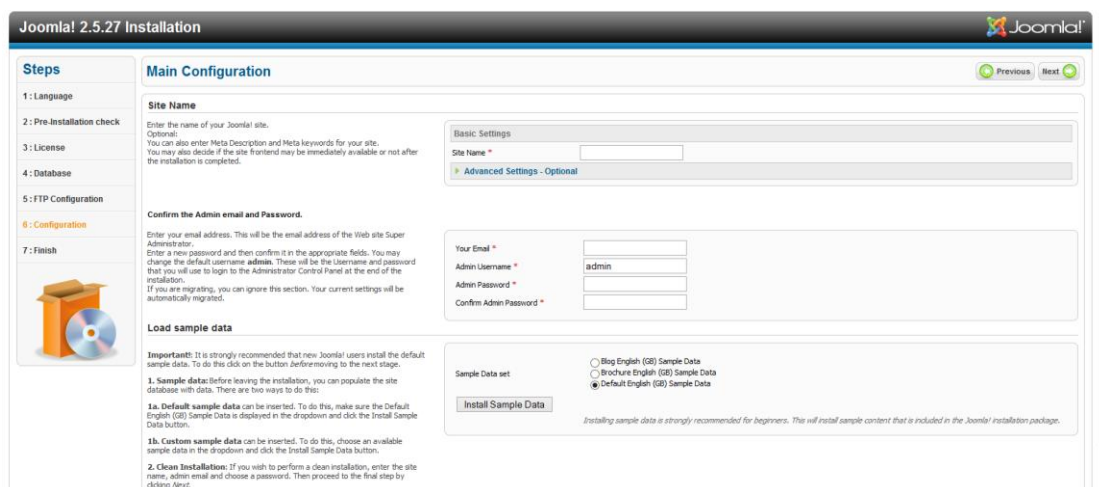 Joomla! 2.5.27 Installation
Joomla!
Steps
1 : Language
2 : Pre-Installation check
3 : License
4 : Database
5 : FTP Configuration
6 : Configuration
7 : Finish
Main Configuration
Previous
Next
Site Name
Enter the name of your Joomla! site.
Optional:
You can also enter Meta Description and Meta keywords for your site.
You may also decide if the site frontend may be immediately available or not after
the installation is completed.
Basic Settings
Site Name *
Advanced Settings - Optional
Confirm the Admin email and Password.
Enter your email address. This will be the email address of the Web site Super
Administrator.
Enter a new password and then confirm it in the appropriate fields. You may
change the default username admin. These will be the Username and password
that you will use to login to the Administrator Control Panel at the end of the
installation.
If you are migrating, you can ignore this section. Your current settings will be
automatically migrated.
Your Email *
Admin Username *
admin
Admin Password *
Confirm Admin Password *
Load sample data
Important!: It is strongly recommended that new Joomla! users install the default
sample data. To do this click on the button before moving to the next stage.
1. Sample data: Before leaving the installation, you can populate the site
database with data. There are two ways to do this:
1a. Default sample data can be inserted. To do this, make sure the Default
English (GB) Sample Data is displayed in the dropdown and click the Install Sample
Data button.
1b. Custom sample data can be inserted. To do this, choose an available
sample data in the dropdown and click the Install Sample Data button.
2. Clean Installation: If you wish to perform a clean installation, enter the site
name, admin email and choose a password. Then proceed to the final step by
clicking Next.
Sample Data set
Blog English (GB) Sample Data
Brochure English (GB) Sample Data
Default English (GB) Sample Data
Install Sample Data
Installing sample data is strongly recommended for beginners. This will install sample content that is included in the Joomla! installation package.